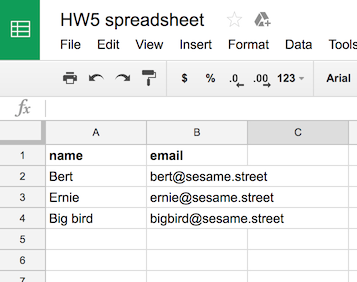 HW5 spreadsheet
File Edit View Insert Format Data Tools
$ % .0 .00 123 Arial
fx
A B C
1 name email
2 Bert bert@sesame.street
3 Ernie ernie@sesame.street
4 Big bird bigbird@sesame.street
5
6
7